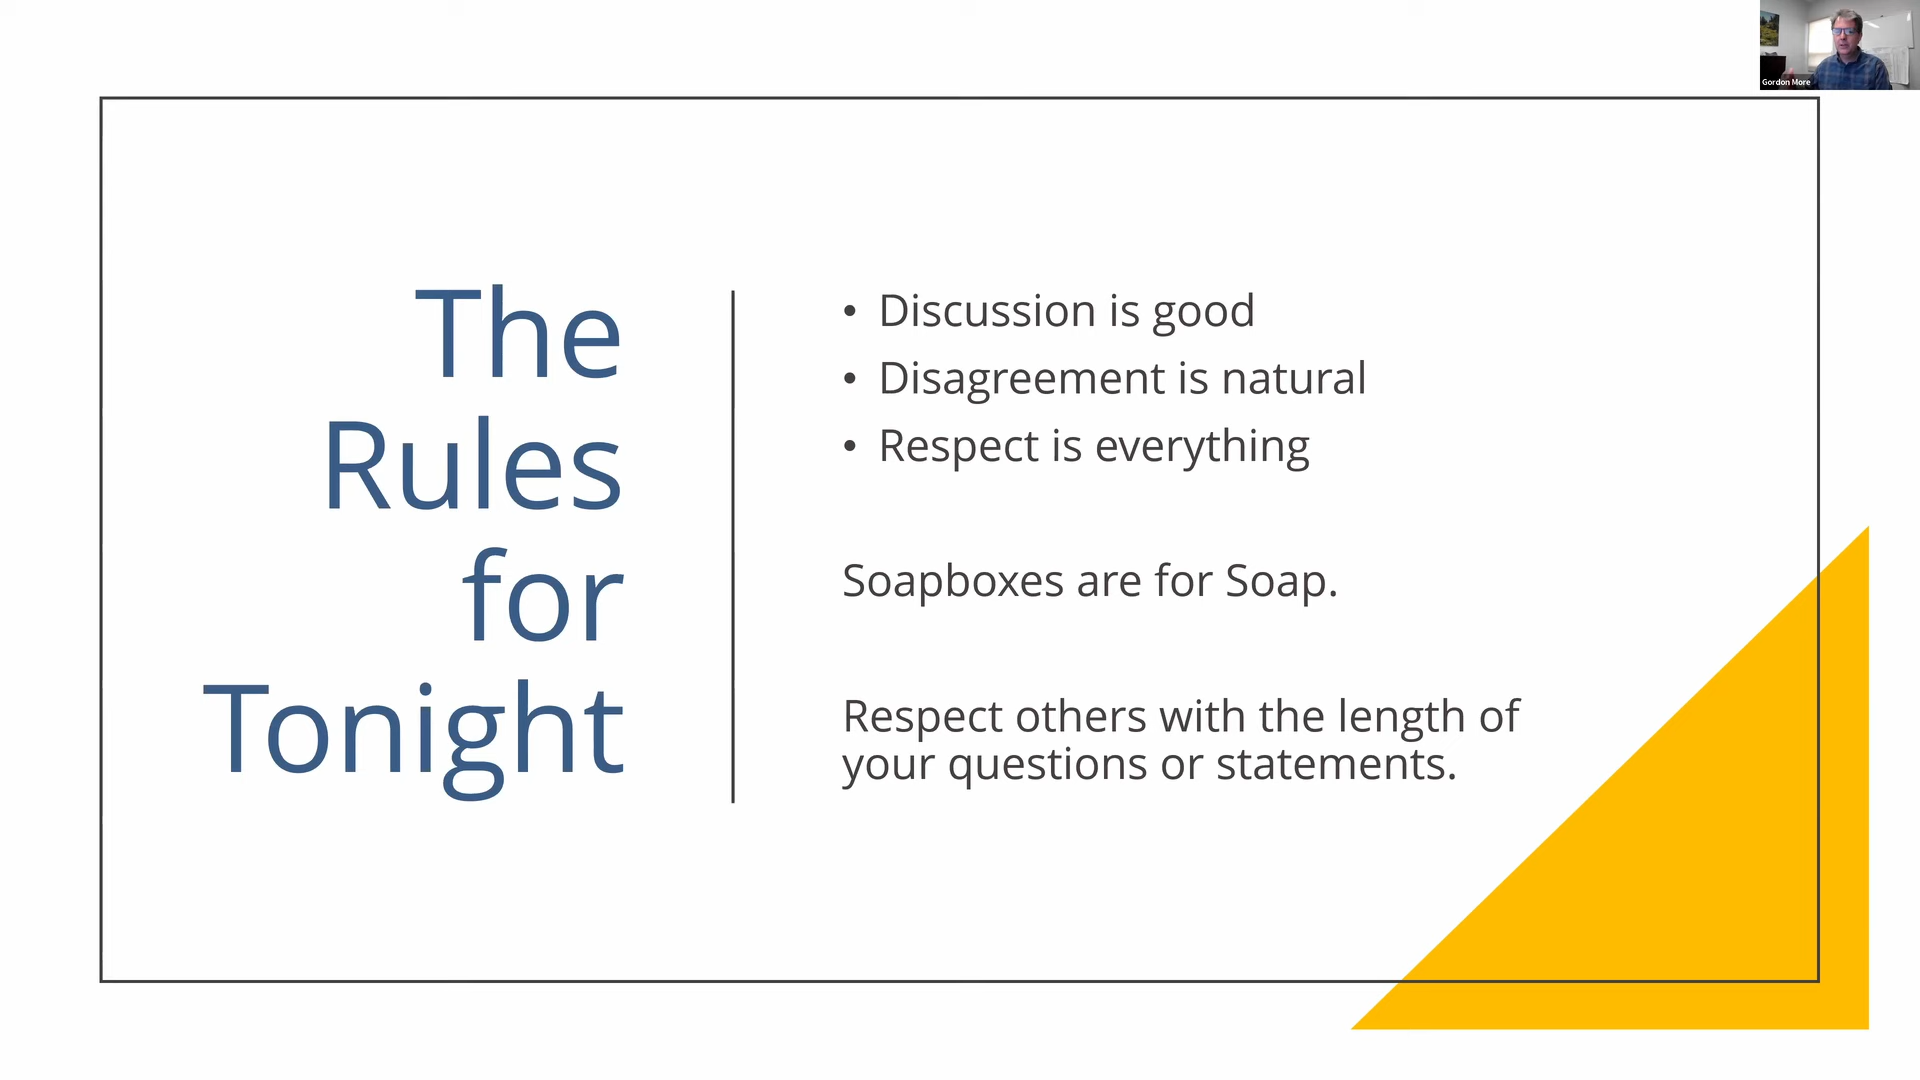 Gordon More
The
Rules
for
Tonight
• Discussion is good
• Disagreement is natural
• Respect is everything
Soapboxes are for Soap.
Respect others with the length of
your questions or statements.